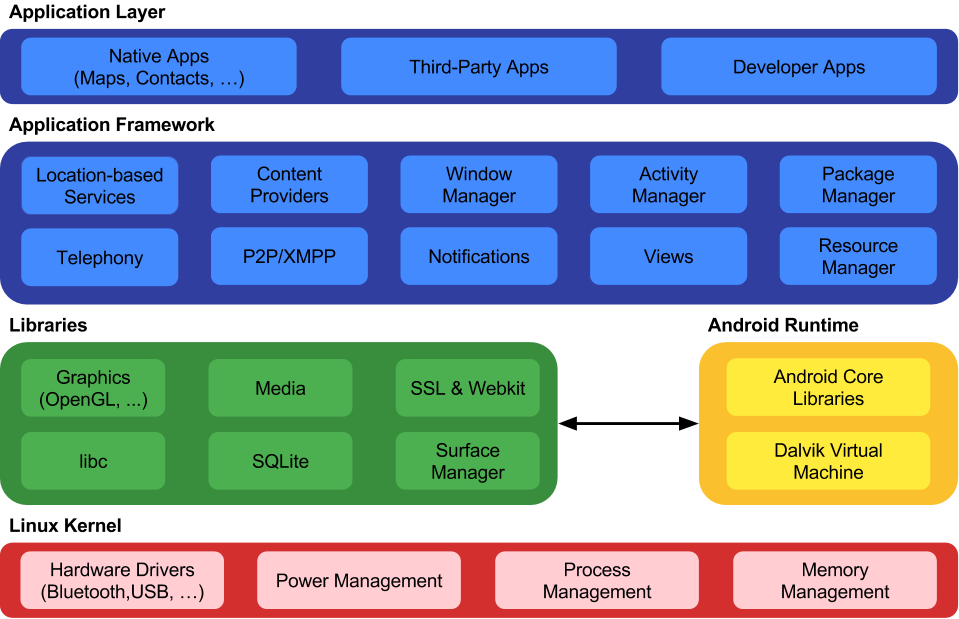 Application Layer
Native Apps
(Maps, Contacts, …)
Third-Party Apps
Developer Apps
Application Framework
Location-based
Services
Content
Providers
Window
Manager
Activity
Manager
Package
Manager
Telephony
P2P/XMPP
Notifications
Views
Resource
Manager
Libraries
Graphics
(OpenGL, ...)
Media
SSL & Webkit
libc
SQLite
Surface
Manager
Android Runtime
Android Core
Libraries
Dalvik Virtual
Machine
Linux Kernel
Hardware Drivers
(Bluetooth,USB, …)
Power Management
Process
Management
Memory
Management